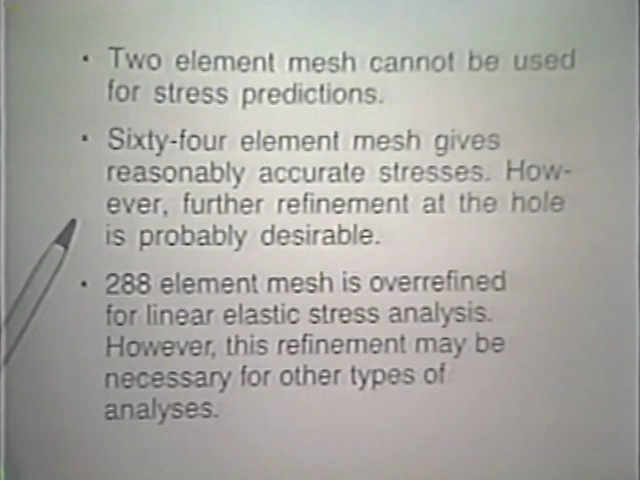 • Two element mesh cannot be used
for stress predictions.
• Sixty-four element mesh gives
reasonably accurate stresses. How-
ever, further refinement at the hole
is probably desirable.
• 288 element mesh is overrefined
for linear elastic stress analysis.
However, this refinement may be
necessary for other types of
analyses.